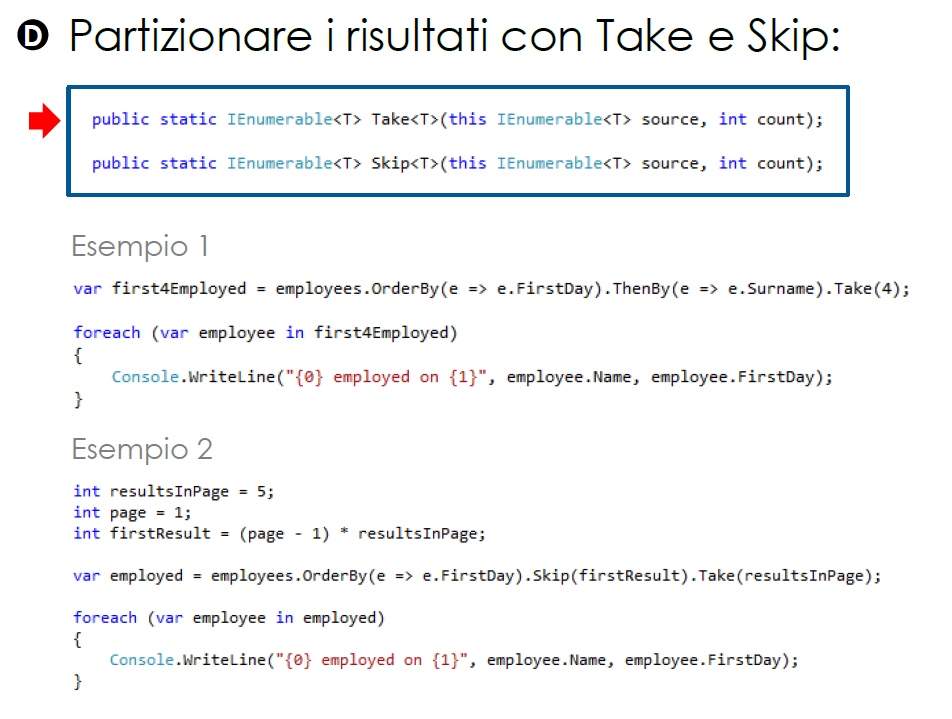 D Partizionare i risultati con Take e Skip:
public static IEnumerable<T> Take<T>(this IEnumerable<T> source, int count);
public static IEnumerable<T> Skip<T>(this IEnumerable<T> source, int count);
Esempio 1
var first4Employed = employees.OrderBy(e => e.FirstDay).ThenBy(e => e.Surname).Take(4);
foreach (var employee in first4Employed)
{
    Console.WriteLine("{0} employed on {1}", employee.Name, employee.FirstDay);
}
Esempio 2
int resultsInPage = 5;
int page = 1;
int firstResult = (page - 1) * resultsInPage;
var employed = employees.OrderBy(e => e.FirstDay).Skip(firstResult).Take(resultsInPage);
foreach (var employee in employed)
{
    Console.WriteLine("{0} employed on {1}", employee.Name, employee.FirstDay);
}